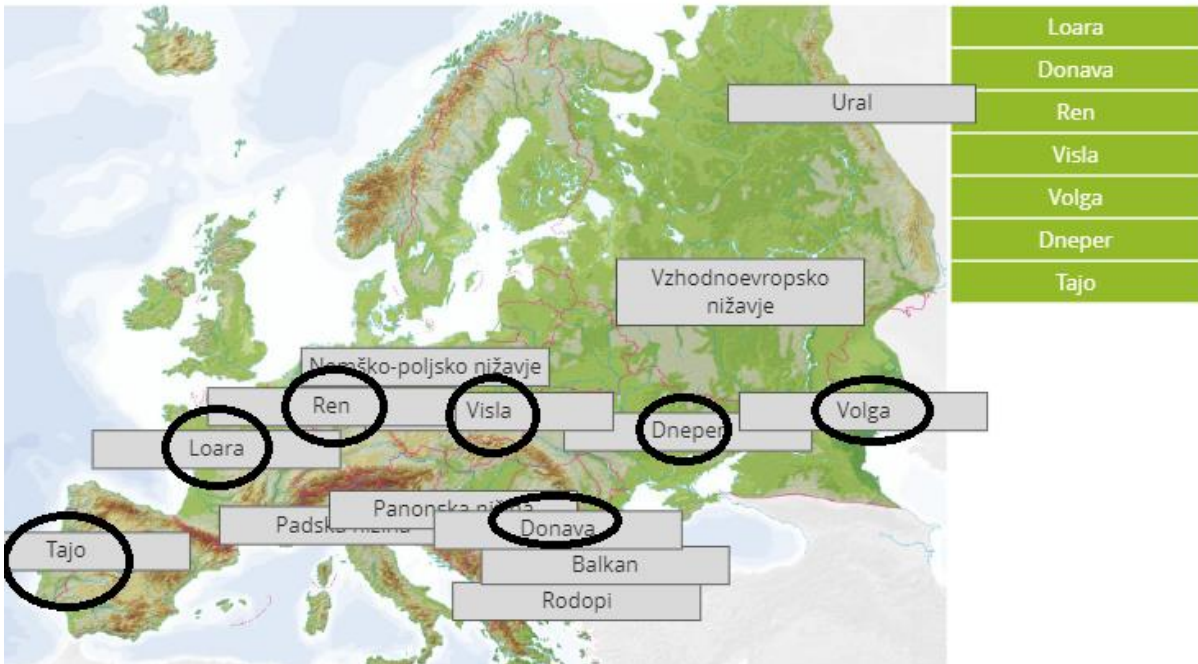 Loara
Donava
Ren
Visla
Volga
Dneper
Tajo
Ural
Vzhodnoevropsko
nižavje
Nemško-poljsko nižavje
Ren
Visla
Volga
Dneper
Loara
Panonska nižina
Padska nižina
Donava
Tajo
Balkan
Rodopi